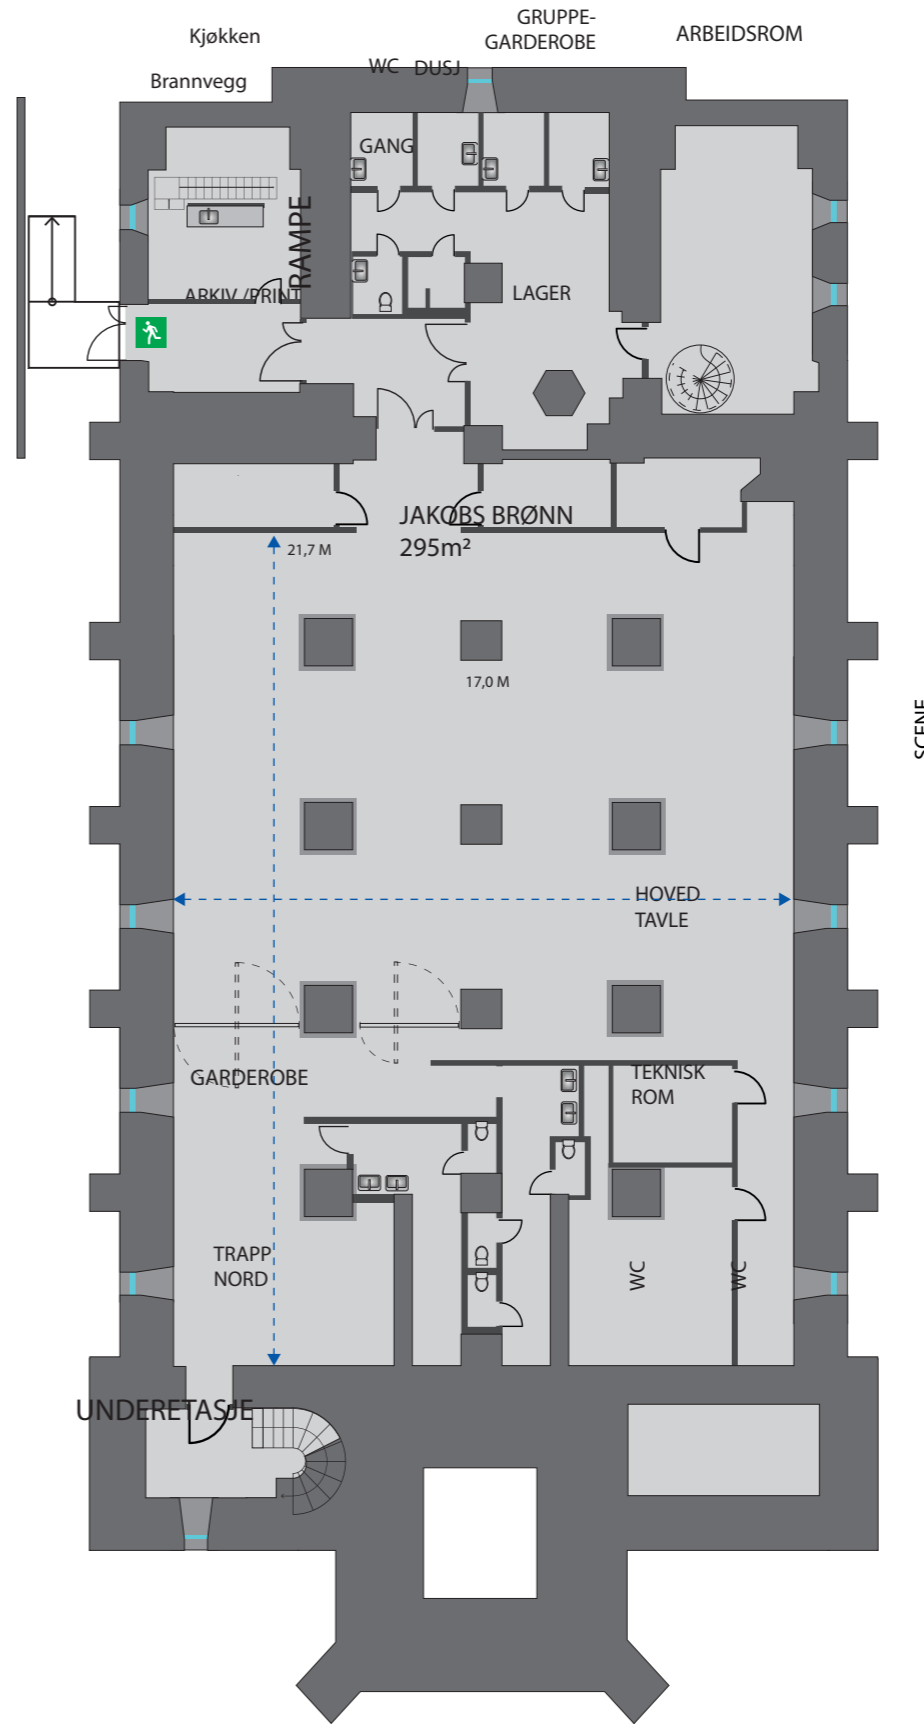 GRUPPE-
GARDEROBE
ARBEIDSROM
Kjøkken
WC
DUSJ
Brannvegg
GANG
RAMPE
ARKIV /PRINT
LAGER
JAKOBS BRØNN
295m²
21,7 M
17,0 M
SCENE
HOVED
TAVLE
GARDEROBE
TEKNISK
ROM
TRAPP
NORD
WC
WC
UNDERETASJE